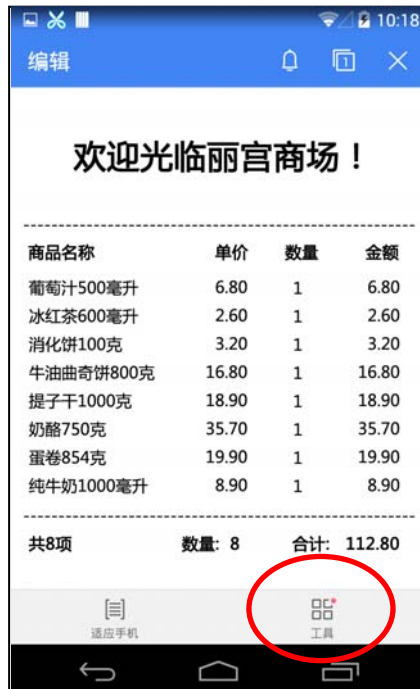 10:18
编辑
1
欢迎光临丽宫商场！
商品名称 单价 数量 金额
葡萄汁500毫升 6.80 1 6.80
冰红茶600毫升 2.60 1 2.60
消化饼100克 3.20 1 3.20
牛油曲奇饼800克 16.80 1 16.80
提子干1000克 18.90 1 18.90
奶酪750克 35.70 1 35.70
蛋卷854克 19.90 1 19.90
纯牛奶1000毫升 8.90 1 8.90
共8项 数量: 8 合计: 112.80
适应手机 工具